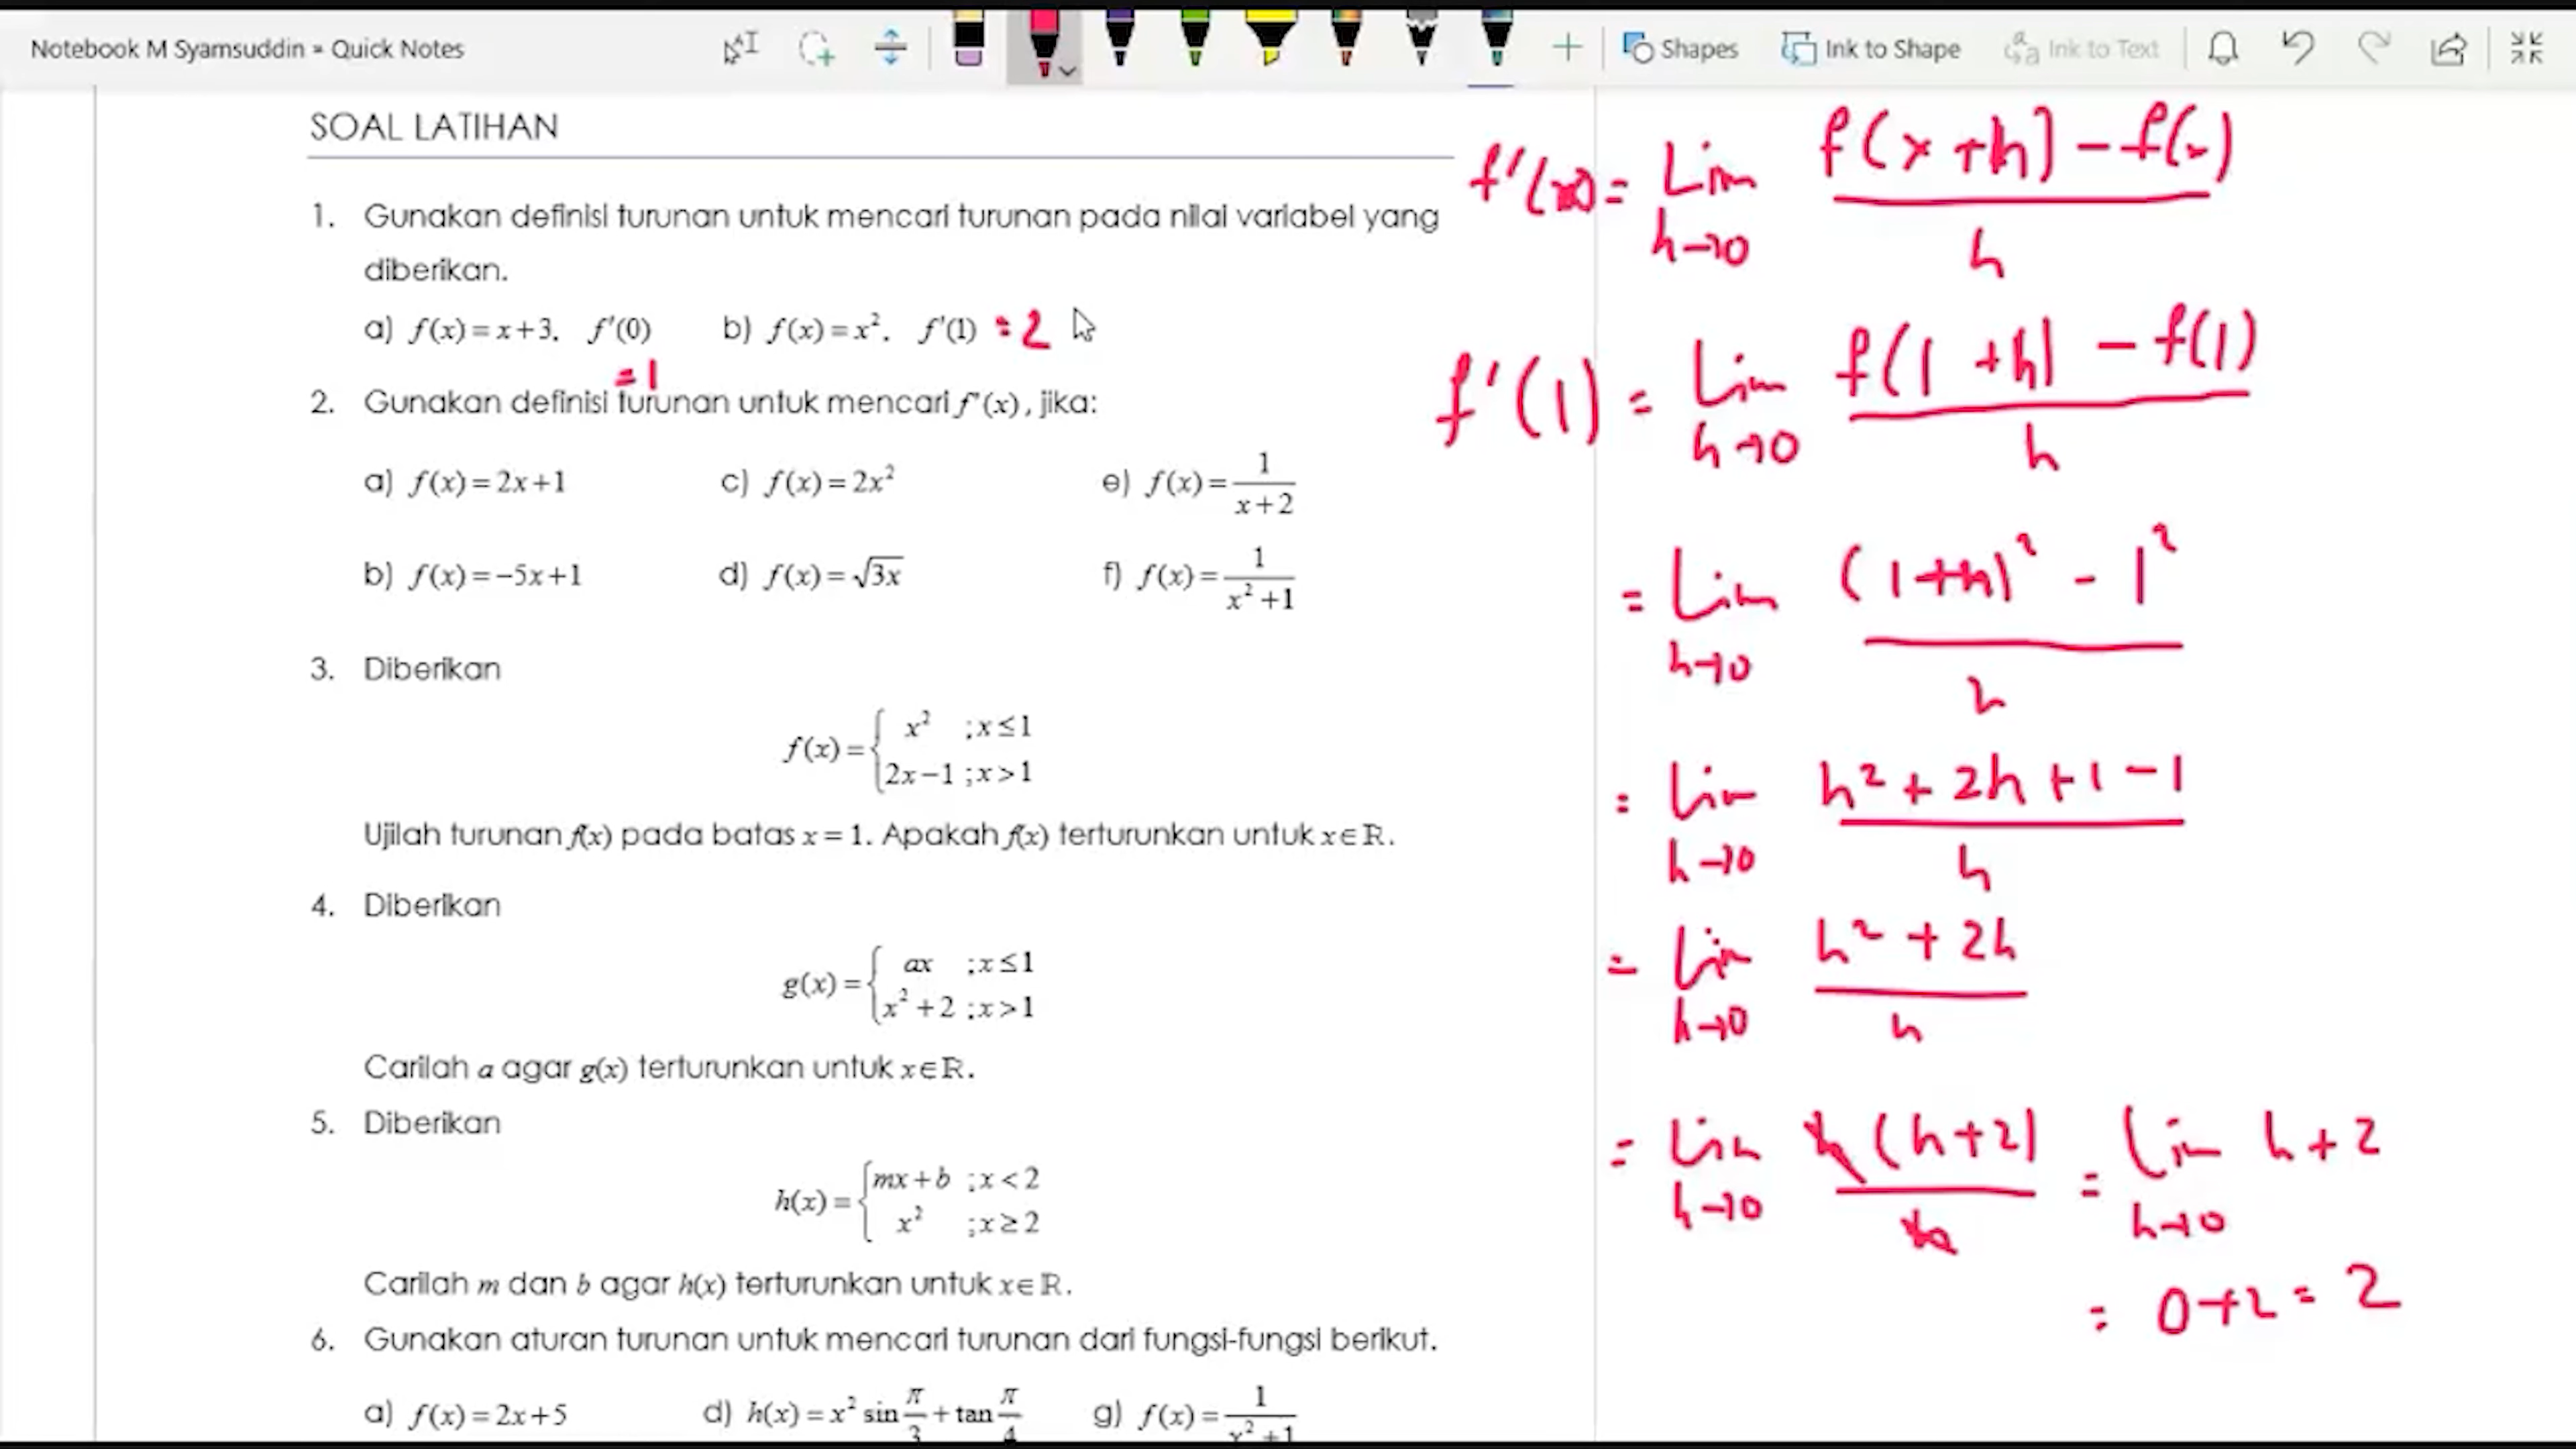 Notebook M Syamsuddin » Quick Notes
Shapes
Ink to Shape
Ink to Text
SOAL LATIHAN
1. Gunakan definisi turunan untuk mencari turunan pada nilai variabel yang
diberikan.
a) f(x)=x+3, f'(0) b) f(x)=x², f'(1) = 2
= 1
2. Gunakan definisi turunan untuk mencari f'(x), jika:
a) f(x)=2x+1 c) f(x)=2x² e) f(x)=1/(x+2)
b) f(x)=−5x+1 d) f(x)=√3x f) f(x)=1/(x²+1)
3. Diberikan
f(x)={ x² ;x≤1
2x−1 ;x>1
Ujilah turunan f(x) pada batas x = 1. Apakah f(x) terturunkan untuk x∈ℝ.
4. Diberikan
g(x)={ ax ;x≤1
x²+2 ;x>1
Carilah a agar g(x) terturunkan untuk x∈ℝ.
5. Diberikan
h(x)={ mx+b ;x<2
x² ;x≥2
Carilah m dan b agar h(x) terturunkan untuk x∈ℝ.
6. Gunakan aturan turunan untuk mencari turunan dari fungsi-fungsi berikut.
a) f(x)=2x+5 d) h(x)=x² sin π/3 + tan π/4 g) f(x)=1/(x²+1)
f'(x) = Lim h→0 (f(x+h) − f(x))/h
f'(1) = Lim h→0 (f(1+h) − f(1))/h
= Lim h→0 ((1+h)² − 1²)/h
= Lim h→0 (h² + 2h + 1 − 1)/h
= Lim h→0 (h² + 2h)/h
= Lim h→0 h(h+2)/h = Lim h→0 h+2
= 0+2 = 2